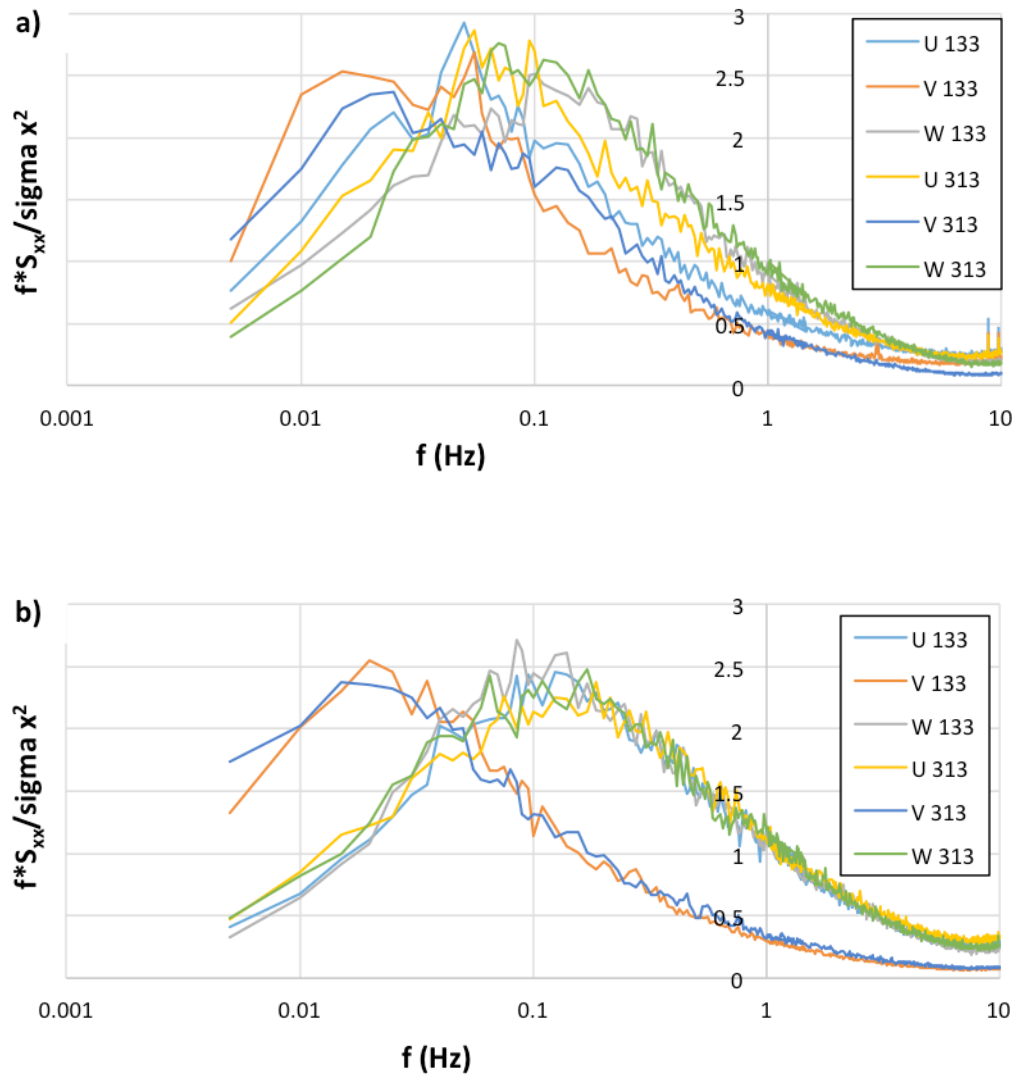 a)
f*Sxx/sigma x²
3
2.5
2
1.5
1
0.5
0
0.001
0.01
0.1
1
10
f (Hz)
U 133
V 133
W 133
U 313
V 313
W 313
b)
f*Sxx/sigma x²
3
2.5
2
1.5
1
0.5
0
0.001
0.01
0.1
1
10
f (Hz)
U 133
V 133
W 133
U 313
V 313
W 313